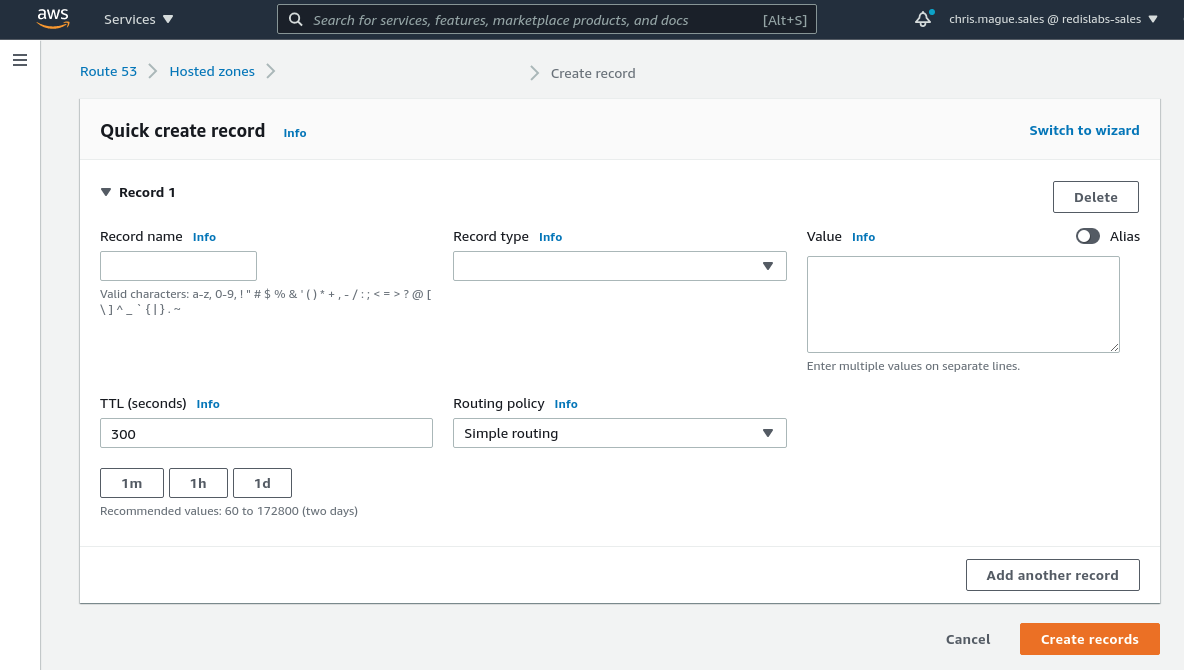 aws
Services
Search for services, features, marketplace products, and docs [Alt+S]
chris.mague.sales @ redislabs-sales
Route 53
Hosted zones
Create record
Quick create record Info
Switch to wizard
Record 1
Delete
Record name Info
Valid characters: a-z, 0-9, ! " # $ % & ' ( ) * + , - / : ; < = > ? @ [
\ ] ^ _ ` { | } . ~
Record type Info
Value Info
Alias
Enter multiple values on separate lines.
TTL (seconds) Info
300
1m 1h 1d
Recommended values: 60 to 172800 (two days)
Routing policy Info
Simple routing
Add another record
Cancel
Create records